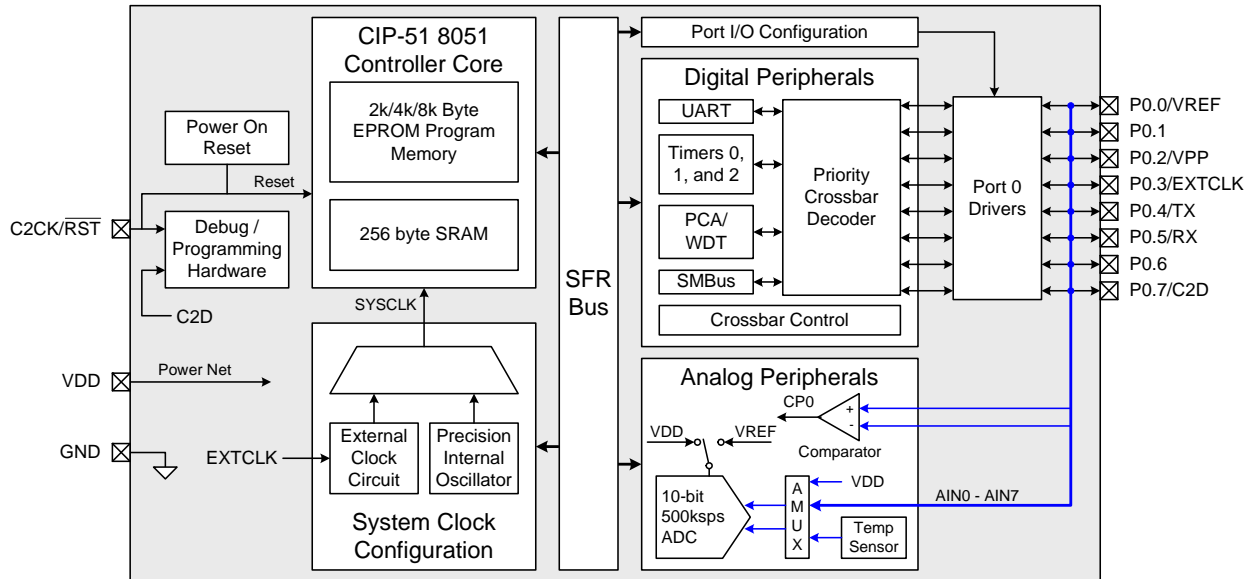 CIP-51 8051
Controller Core
2k/4k/8k Byte
EPROM Program
Memory
256 byte SRAM
Power On
Reset
Reset
C2CK/RST
Debug /
Programming
Hardware
C2D
SYSCLK
VDD
Power Net
GND
EXTCLK
External
Clock
Circuit
Precision
Internal
Oscillator
System Clock
Configuration
SFR
Bus
Port I/O Configuration
Digital Peripherals
UART
Timers 0,
1, and 2
PCA/
WDT
SMBus
Priority
Crossbar
Decoder
Crossbar Control
Port 0
Drivers
P0.0/VREF
P0.1
P0.2/VPP
P0.3/EXTCLK
P0.4/TX
P0.5/RX
P0.6
P0.7/C2D
Analog Peripherals
CP0
+
-
Comparator
VDD
VREF
10-bit
500ksps
ADC
A
M
U
X
VDD
AIN0 - AIN7
Temp
Sensor